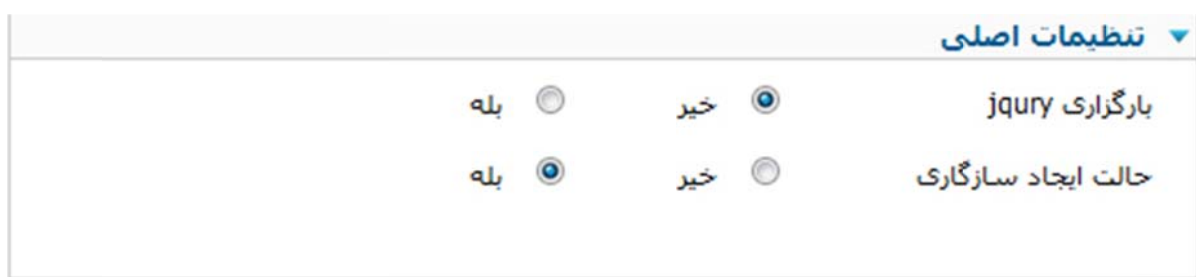 تنظیمات اصلی
بارگزاری jqury خیر بله
حالت ایجاد سازگاری خیر بله